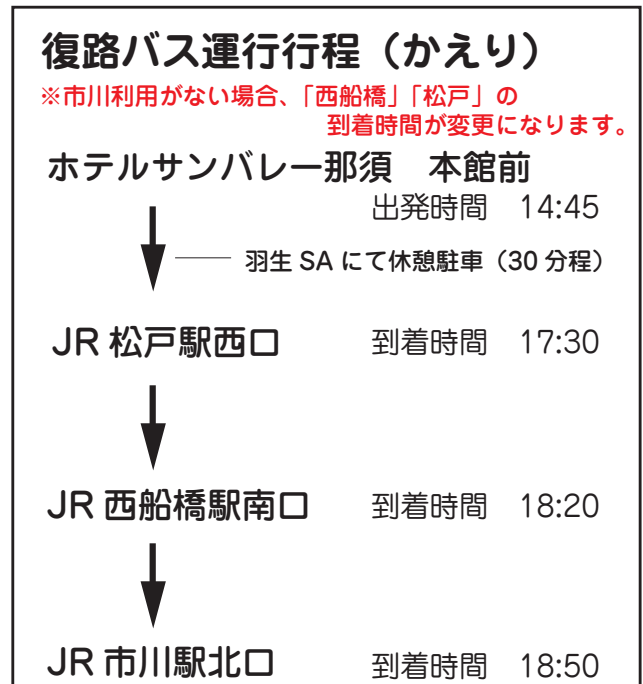 復路バス運行行程（かえり）
※市川利用がない場合、「西船橋」「松戸」の
到着時間が変更になります。
ホテルサンバレー那須　本館前
出発時間　14:45
羽生 SA にて休憩駐車（30 分程）
JR 松戸駅西口　到着時間　17:30
JR 西船橋駅南口　到着時間　18:20
JR 市川駅北口　到着時間　18:50